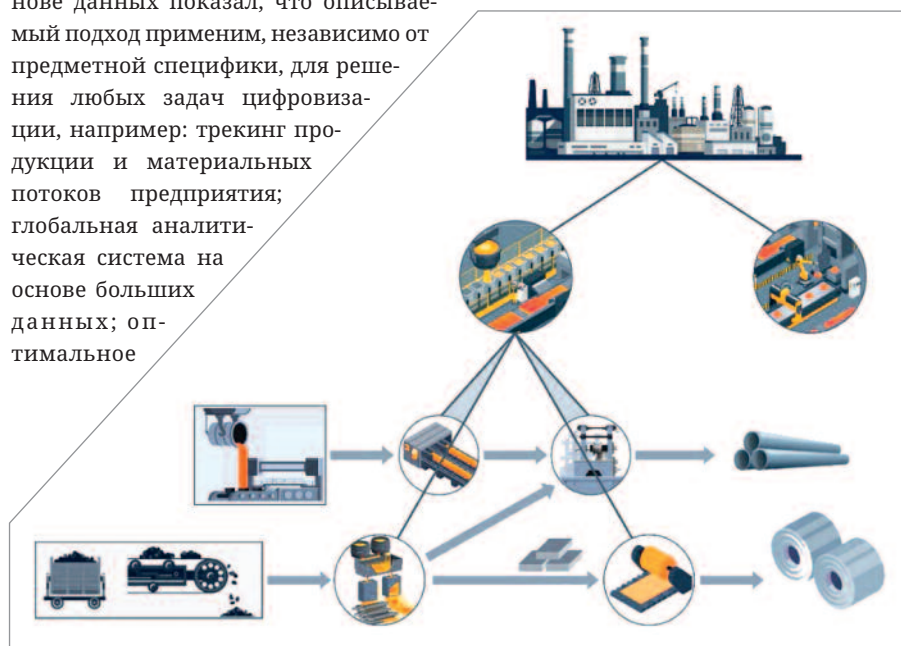 нове данных показал, что описывае-
мый подход применим, независимо от
предметной специфики, для реше-
ния любых задач цифровиза-
ции, например: трекинг про-
дукции и материальных
потоков предприятия;
глобальная аналити-
ческая система на
основе больших
данных; оп-
тимальное